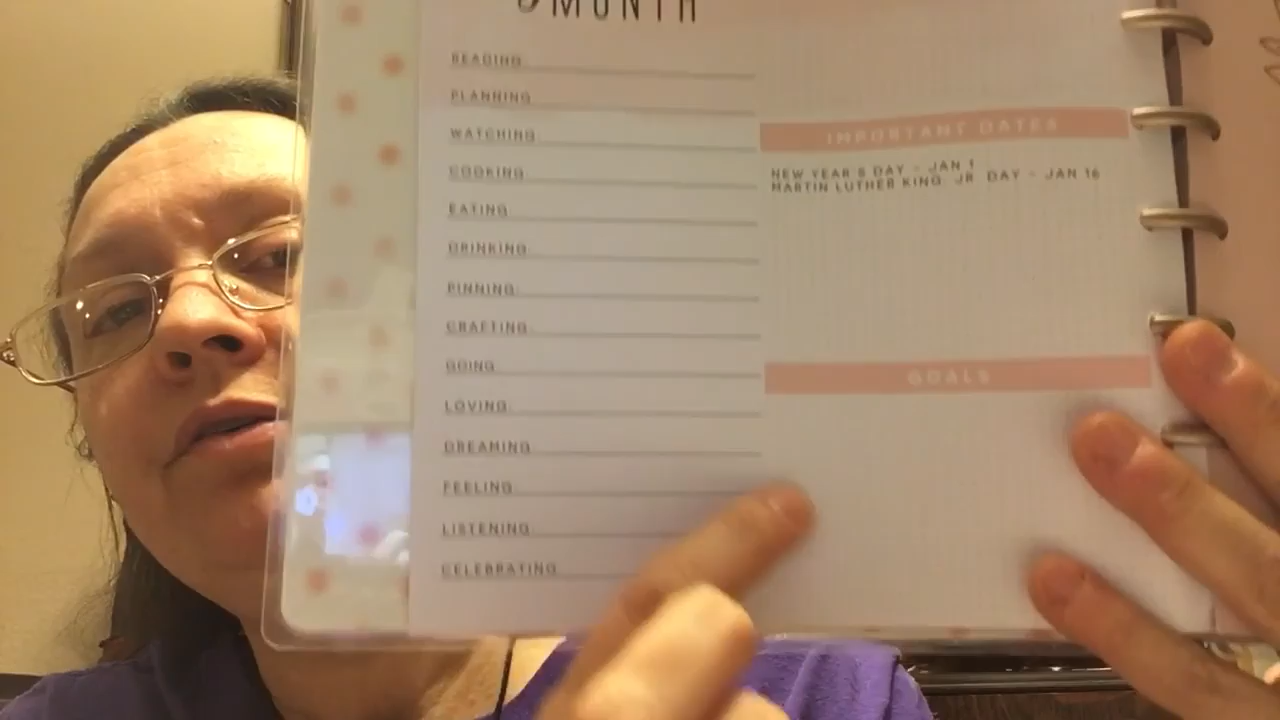 MONTH
READING:
PLANNING:
WATCHING:
COOKING:
EATING:
DRINKING:
PINNING:
CRAFTING:
GOING:
LOVING:
DREAMING:
FEELING:
LISTENING:
CELEBRATING:
IMPORTANT DATES
NEW YEAR'S DAY - JAN 1
MARTIN LUTHER KING, JR. DAY - JAN 16
GOALS